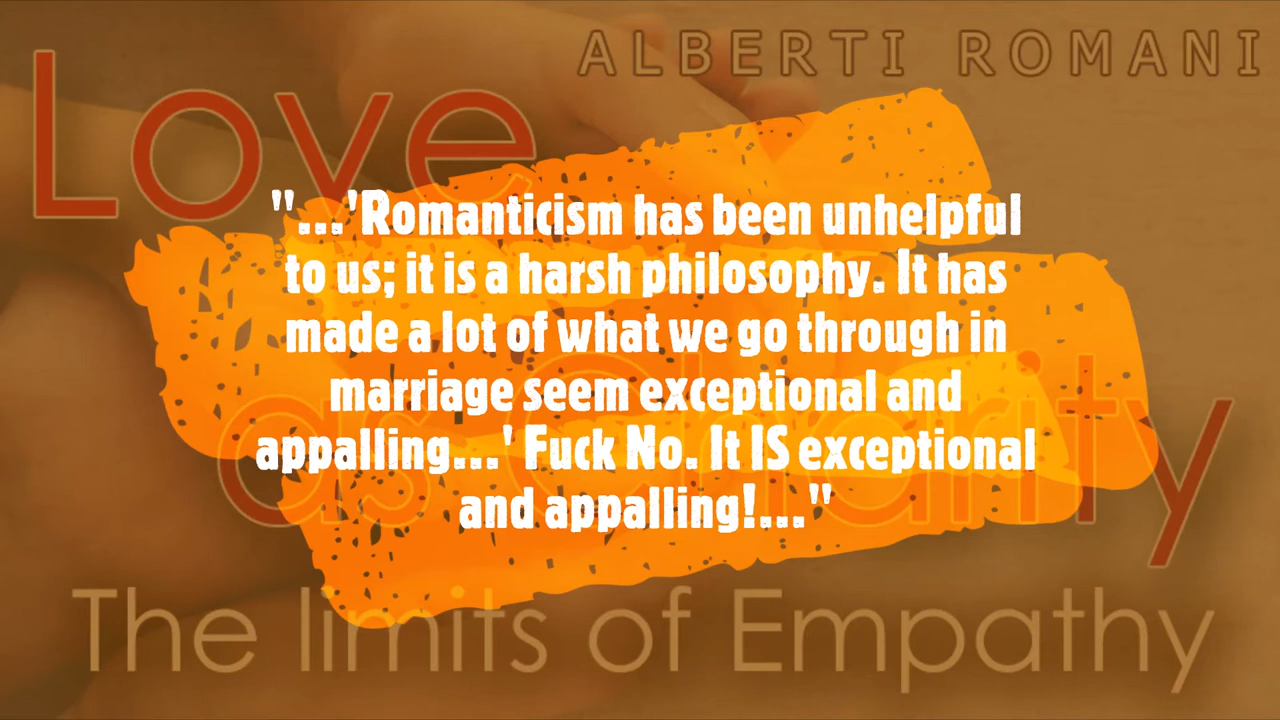 ALBERTI ROMANI
Love
"...'Romanticism has been unhelpful
to us; it is a harsh philosophy. It has
made a lot of what we go through in
marriage seem exceptional and
appalling...' Fuck No. It IS exceptional
and appalling!..."
as Charity
The limits of Empathy